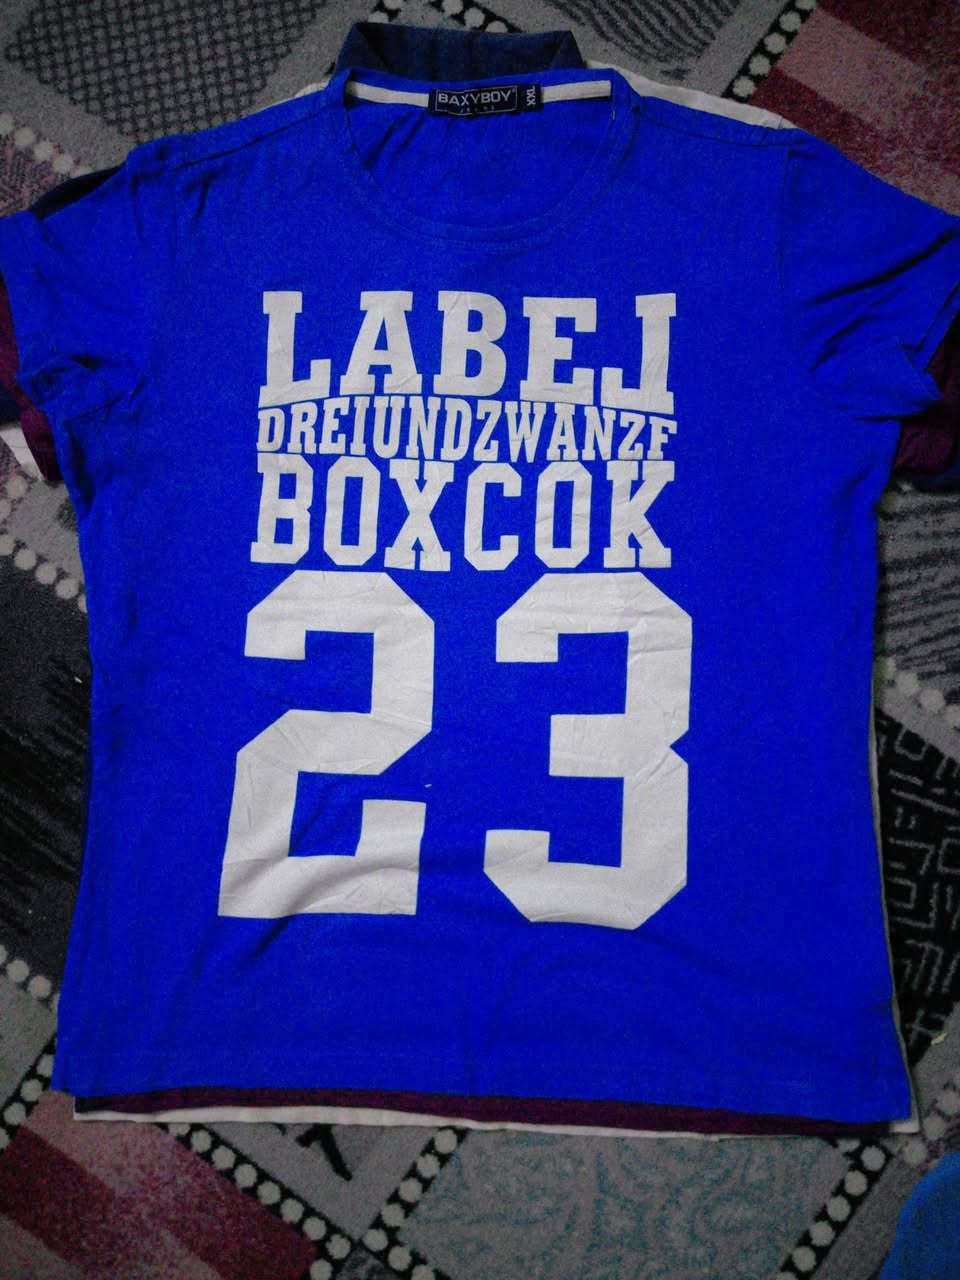 BAXYBOY
XXL
LABEJ
DREIUNDZWANZF
BOXCOK
23